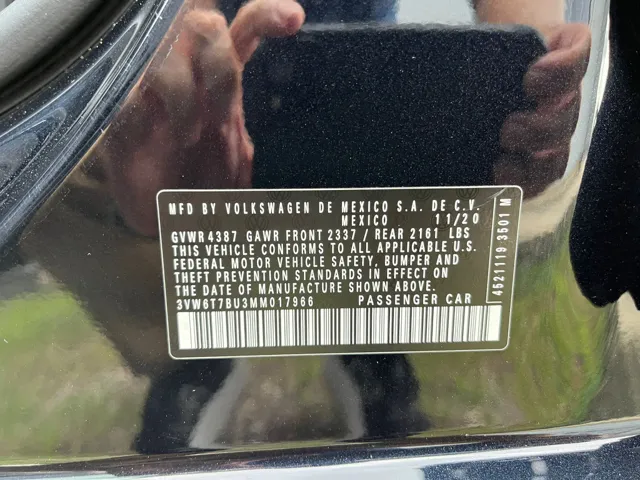 MFD BY VOLKSWAGEN DE MEXICO S.A. DE C.V.
MEXICO 11/20
GVWR 4387 GAWR FRONT 2337 / REAR 2161 LBS
THIS VEHICLE CONFORMS TO ALL APPLICABLE U.S.
FEDERAL MOTOR VEHICLE SAFETY, BUMPER AND
THEFT PREVENTION STANDARDS IN EFFECT ON THE
DATE OF MANUFACTURE SHOWN ABOVE.
3VW6T7BU3MM017966 PASSENGER CAR
4521119 3501 M